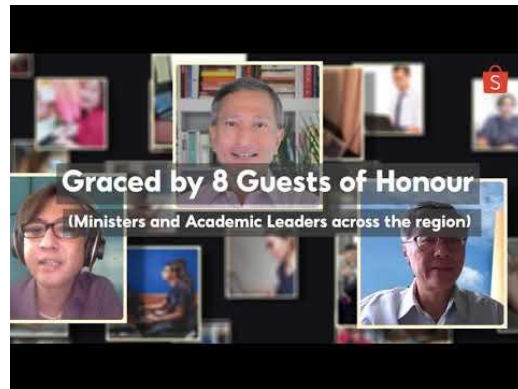 S
Graced by 8 Guests of Honour
(Ministers and Academic Leaders across the region)